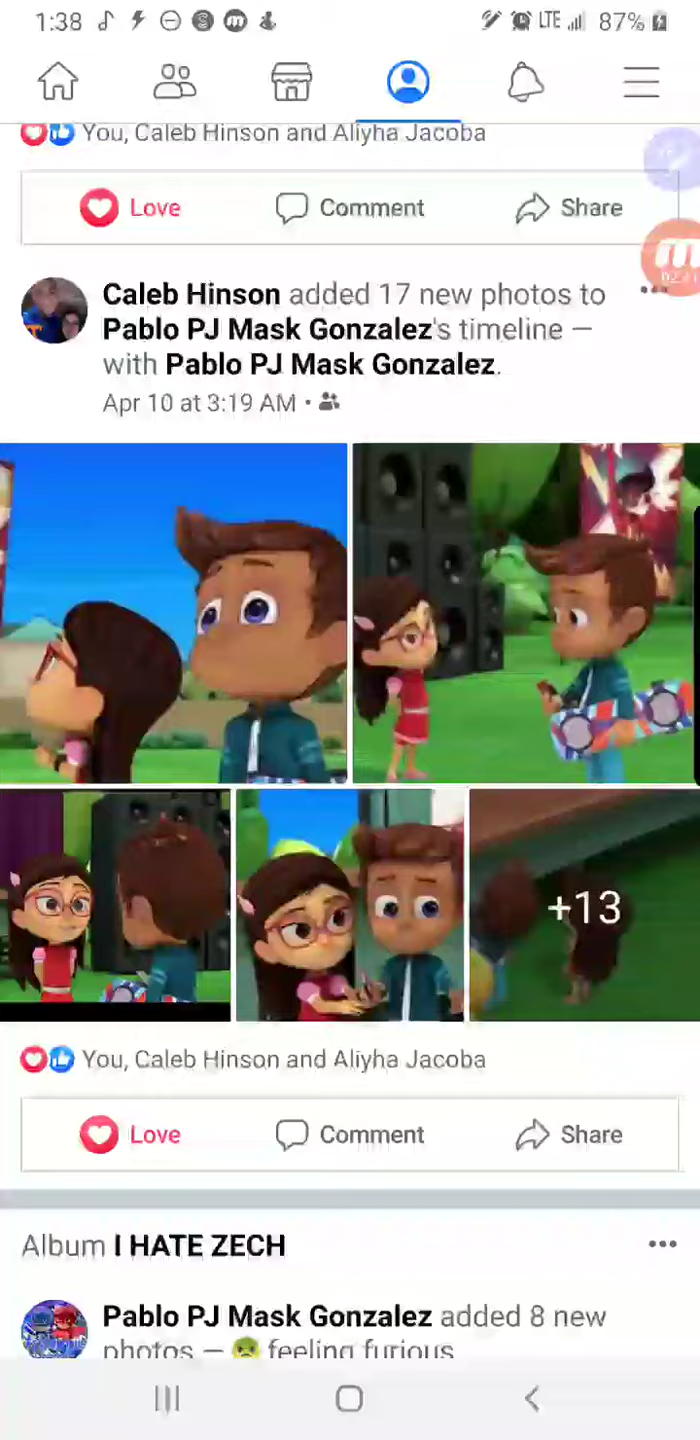 1:38 LTE 87%
You, Caleb Hinson and Aliyha Jacoba
Love Comment Share
Caleb Hinson added 17 new photos to
Pablo PJ Mask Gonzalez's timeline —
with Pablo PJ Mask Gonzalez.
Apr 10 at 3:19 AM •
+13
You, Caleb Hinson and Aliyha Jacoba
Love Comment Share
Album I HATE ZECH
Pablo PJ Mask Gonzalez added 8 new
photos — feeling furious